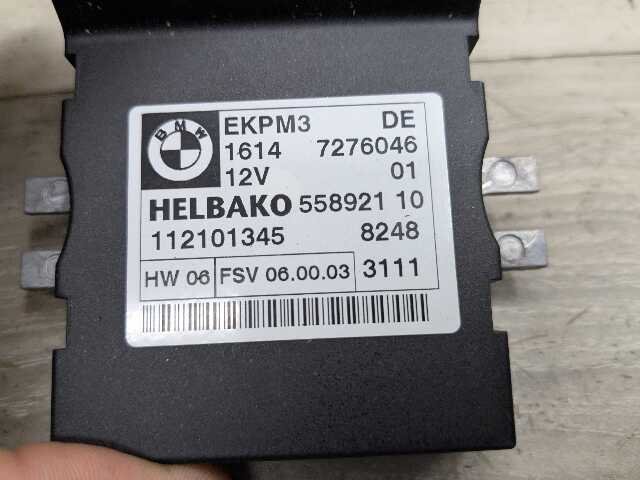 BMW
EKPM3 DE
1614 7276046
12V 01
HELBAKO 558921 10
112101345 8248
HW 06 FSV 06.00.03 3111